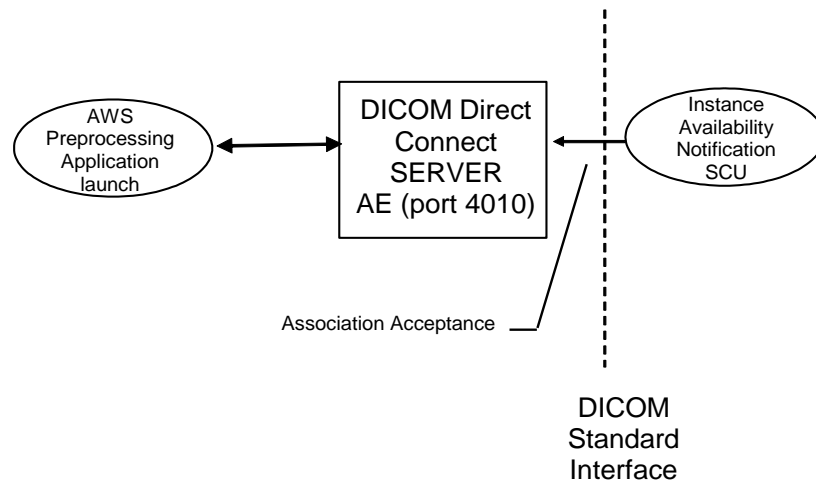 AWS
Preprocessing
Application
launch
DICOM Direct
Connect
SERVER
AE (port 4010)
Instance
Availability
Notification
SCU
Association Acceptance
DICOM
Standard
Interface